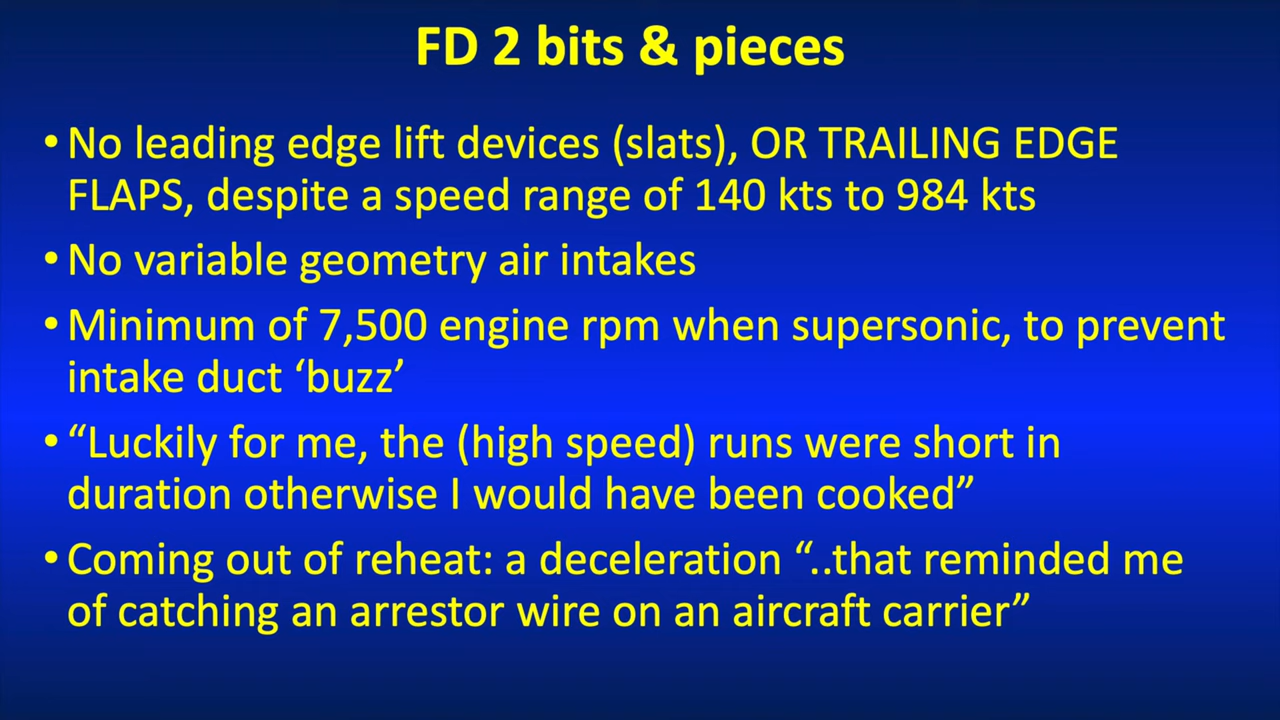 FD 2 bits & pieces
• No leading edge lift devices (slats), OR TRAILING EDGE
FLAPS, despite a speed range of 140 kts to 984 kts
• No variable geometry air intakes
• Minimum of 7,500 engine rpm when supersonic, to prevent
intake duct ‘buzz’
• “Luckily for me, the (high speed) runs were short in
duration otherwise I would have been cooked”
• Coming out of reheat: a deceleration “..that reminded me
of catching an arrestor wire on an aircraft carrier”